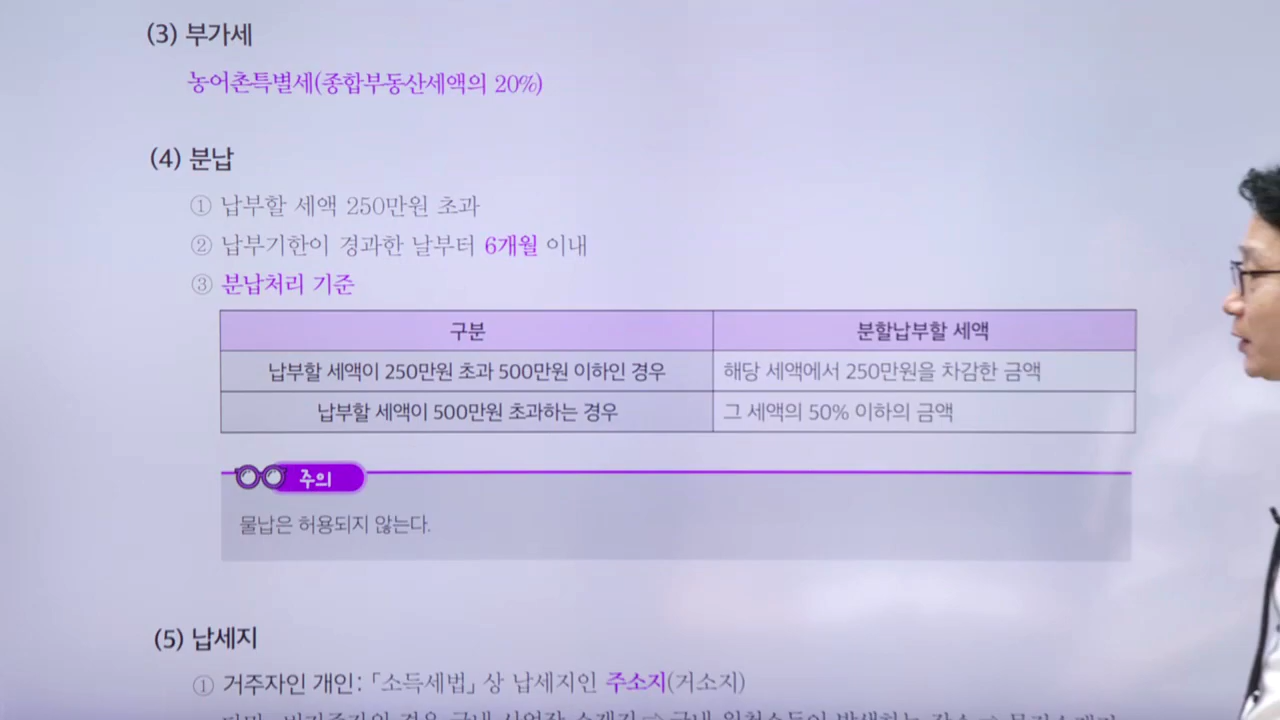 (3) 부가세
농어촌특별세(종합부동산세액의 20%)
(4) 분납
① 납부할 세액 250만원 초과
② 납부기한이 경과한 날부터 6개월 이내
③ 분납처리 기준
구분 분할납부할 세액
납부할 세액이 250만원 초과 500만원 이하인 경우 해당 세액에서 250만원을 차감한 금액
납부할 세액이 500만원 초과하는 경우 그 세액의 50% 이하의 금액
주의
물납은 허용되지 않는다.
(5) 납세지
① 거주자인 개인: 「소득세법」 상 납세지인 주소지(거소지)